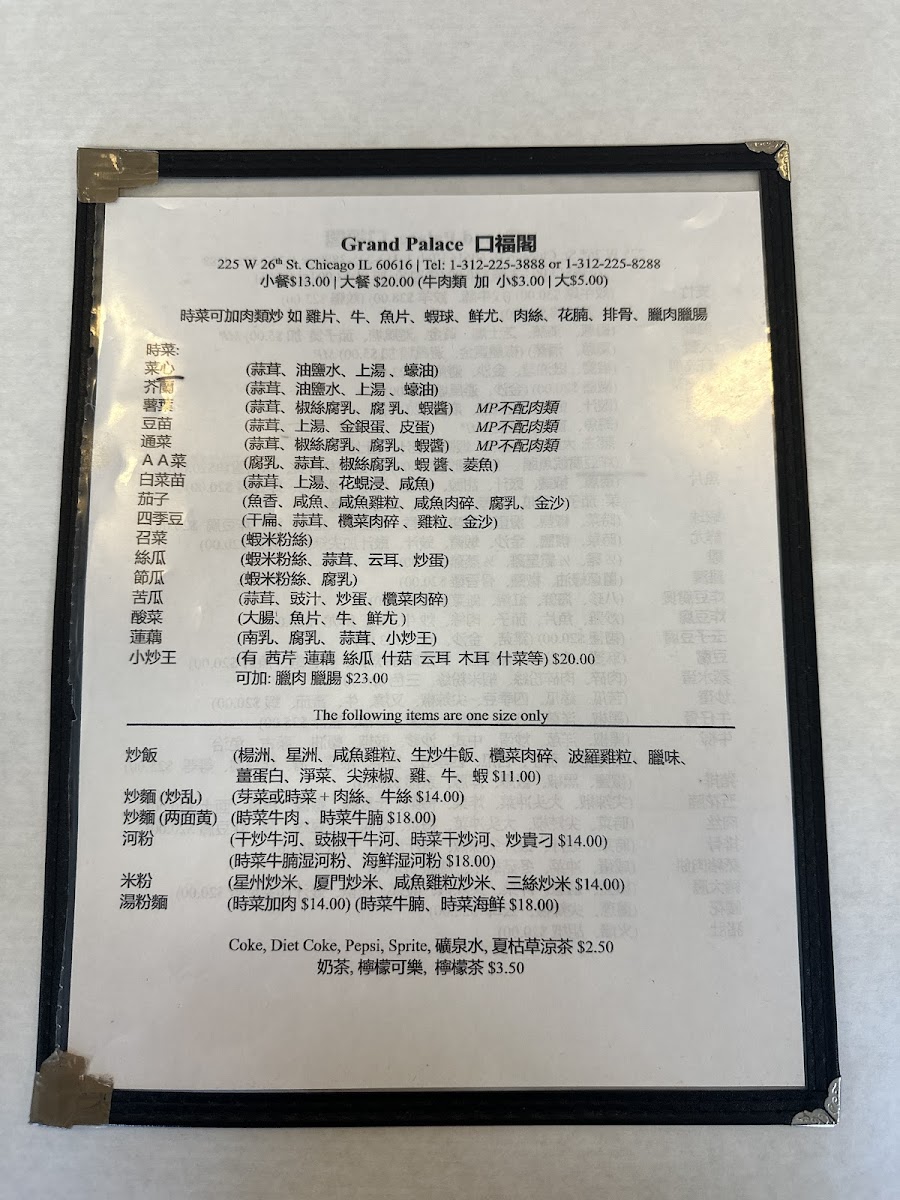 Grand Palace 口福閣
225 W 26th St. Chicago IL 60616 | Tel: 1-312-225-3888 or 1-312-225-8288
小餐$13.00 | 大餐 $20.00 (牛肉類 加 小$3.00 | 大$5.00)
時菜可加肉類炒 如 雞片、牛、魚片、蝦球、鮮尤、肉絲、花腩、排骨、臘肉臘腸
時菜:
菜心 (蒜茸、油鹽水、上湯 、蠔油)
芥蘭 (蒜茸、油鹽水、上湯 、蠔油)
薯葉 (蒜茸、椒絲腐乳、腐 乳、蝦醬) MP不配肉類
豆苗 (蒜茸、上湯、金銀蛋、皮蛋) MP不配肉類
通菜 (蒜茸、椒絲腐乳、腐乳、蝦醬) MP不配肉類
ＡＡ菜 (腐乳、蒜茸、椒絲腐乳、蝦 醬、菱魚)
白菜苗 (蒜茸、上湯、花蜆浸、咸魚)
茄子 (魚香、咸魚、咸魚雞粒、咸魚肉碎、腐乳、金沙)
四季豆 (干扁、蒜茸、欖菜肉碎 、雞粒、金沙)
召菜 (蝦米粉絲)
絲瓜 (蝦米粉絲、蒜茸、云耳、炒蛋)
節瓜 (蝦米粉絲、腐乳)
苦瓜 (蒜茸、豉汁、炒蛋、欖菜肉碎)
酸菜 (大腸、魚片、牛、鮮尤 )
蓮藕 (南乳、腐乳、 蒜茸、小炒王)
小炒王 (有 茜芹 蓮藕 絲瓜 什菇 云耳 木耳 什菜等) $20.00
可加: 臘肉 臘腸 $23.00
The following items are one size only
炒飯 (楊洲、星洲、咸魚雞粒、生炒牛飯、欖菜肉碎、波羅雞粒、臘味、
薑蛋白、淨菜、尖辣椒、雞、牛、蝦 $11.00)
炒麵 (炒乱) (芽菜或時菜 + 肉絲、牛絲 $14.00)
炒麵 (两面黄) (時菜牛肉 、時菜牛腩 $18.00)
河粉 (干炒牛河、豉椒干牛河、時菜干炒河、炒貴刁 $14.00)
(時菜牛腩湿河粉、海鮮湿河粉 $18.00)
米粉 (星州炒米、厦門炒米、咸魚雞粒炒米、三絲炒米 $14.00)
湯粉麵 (時菜加肉 $14.00) (時菜牛腩、時菜海鮮 $18.00)
Coke, Diet Coke, Pepsi, Sprite, 礦泉水, 夏枯草涼茶 $2.50
奶茶, 檸檬可樂, 檸檬茶 $3.50